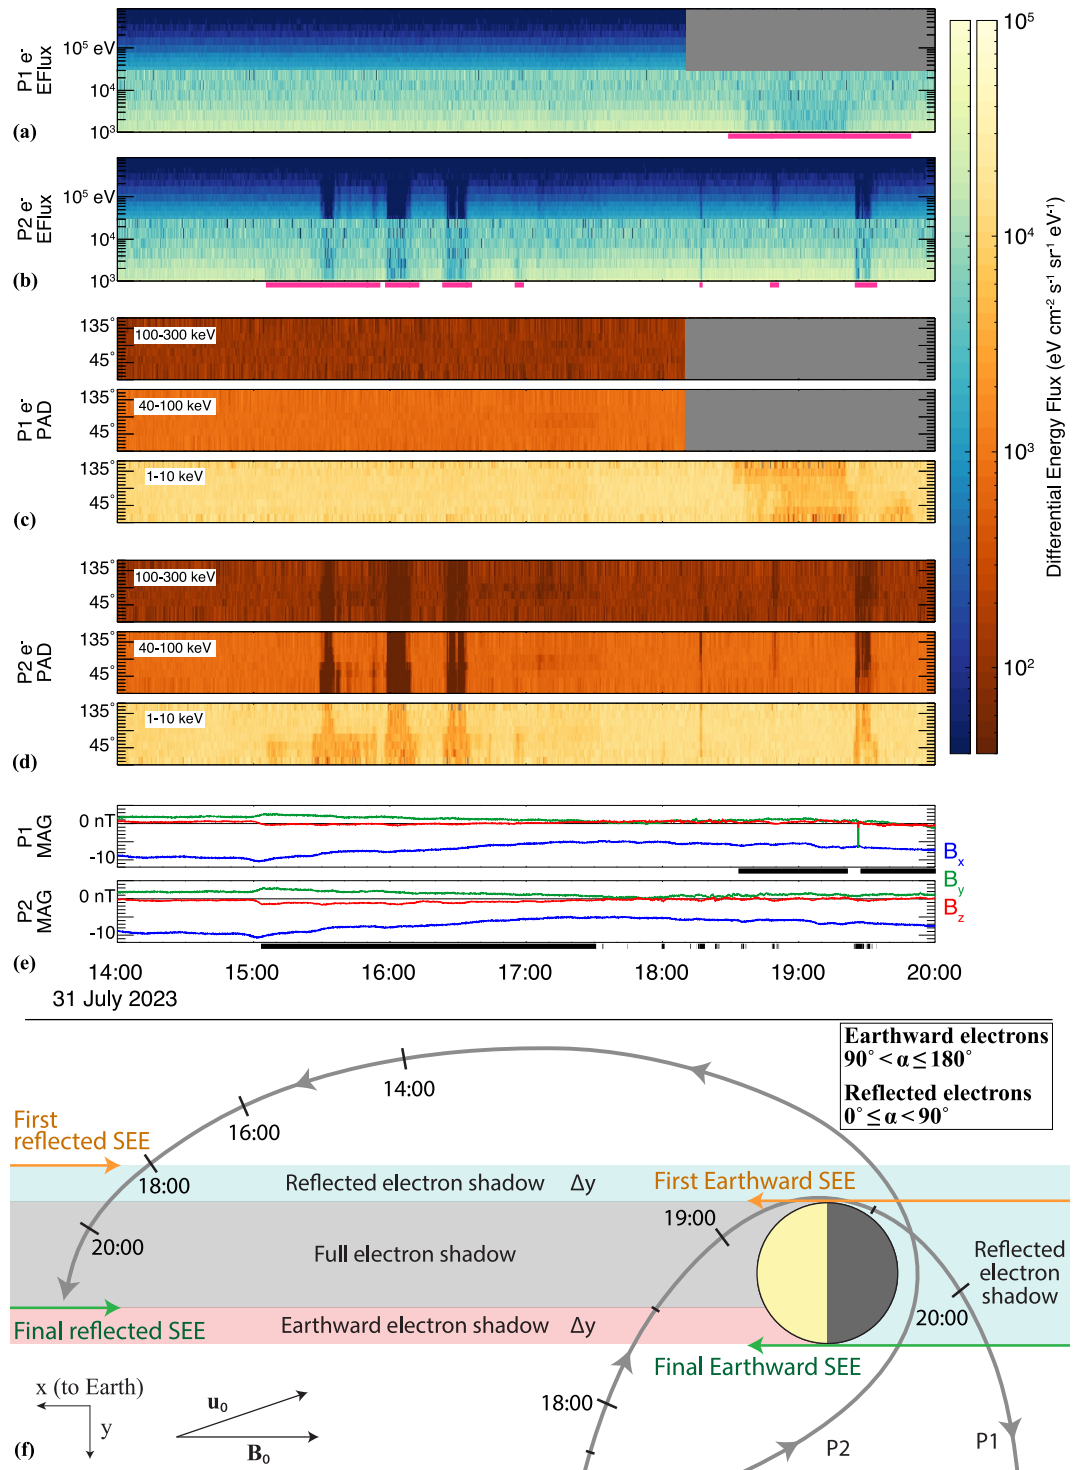 P1 e⁻
EFlux
10⁵ eV
10⁴
10³
(a)
P2 e⁻
EFlux
10⁵ eV
10⁴
10³
(b)
P1 e⁻
PAD
135°
45°
100-300 keV
135°
45°
40-100 keV
135°
45°
1-10 keV
(c)
P2 e⁻
PAD
135°
45°
100-300 keV
135°
45°
40-100 keV
135°
45°
1-10 keV
(d)
10⁵
10⁴
10³
10²
Differential Energy Flux (eV cm⁻² s⁻¹ sr⁻¹ eV⁻¹)
P1
MAG
0 nT
-10
P2
MAG
0 nT
-10
Bₓ
B_y
B_z
(e)
14:00
15:00
16:00
17:00
18:00
19:00
20:00
31 July 2023
Earthward electrons
90° < α ≤ 180°
Reflected electrons
0° ≤ α < 90°
14:00
16:00
18:00
20:00
First
reflected SEE
Reflected electron shadow Δy
First Earthward SEE
19:00
Full electron shadow
Reflected
electron
shadow
20:00
Final reflected SEE
Earthward electron shadow Δy
Final Earthward SEE
18:00
x (to Earth)
y
u₀
B₀
P2
P1
(f)